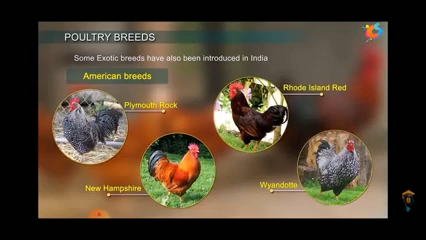 POULTRY BREEDS
Some Exotic breeds have also been introduced in India
American breeds
Rhode Island Red
Plymouth Rock
New Hampshire
Wyandotte